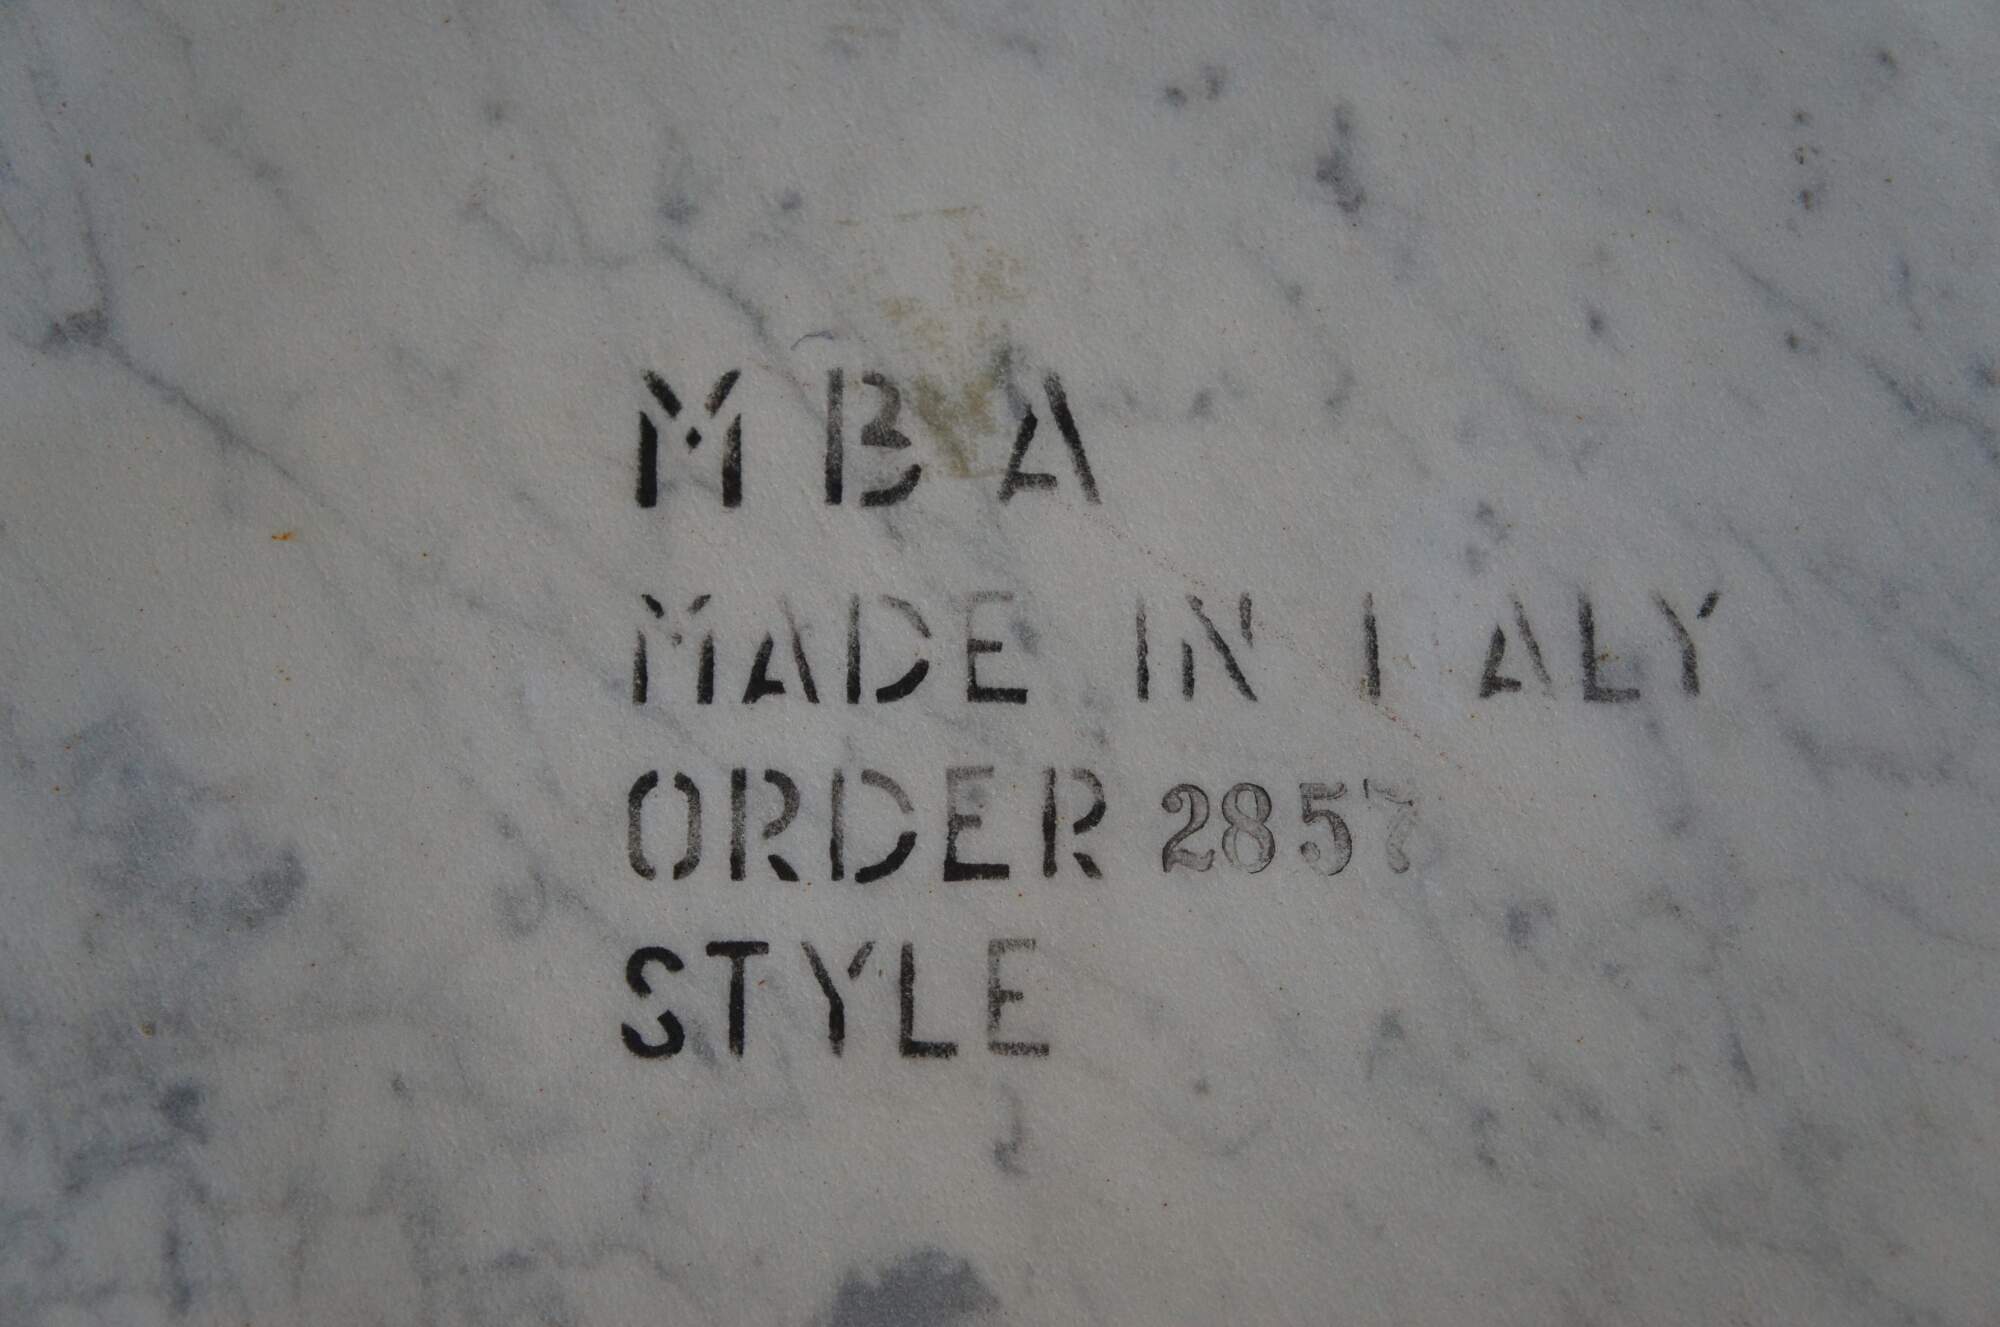 MBA
MADE IN I ALY
ORDER 2857
STYLE